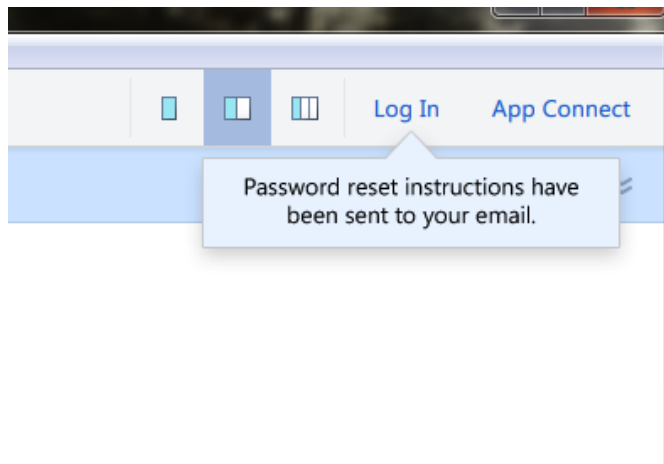 Log In App Connect
Password reset instructions have
been sent to your email.